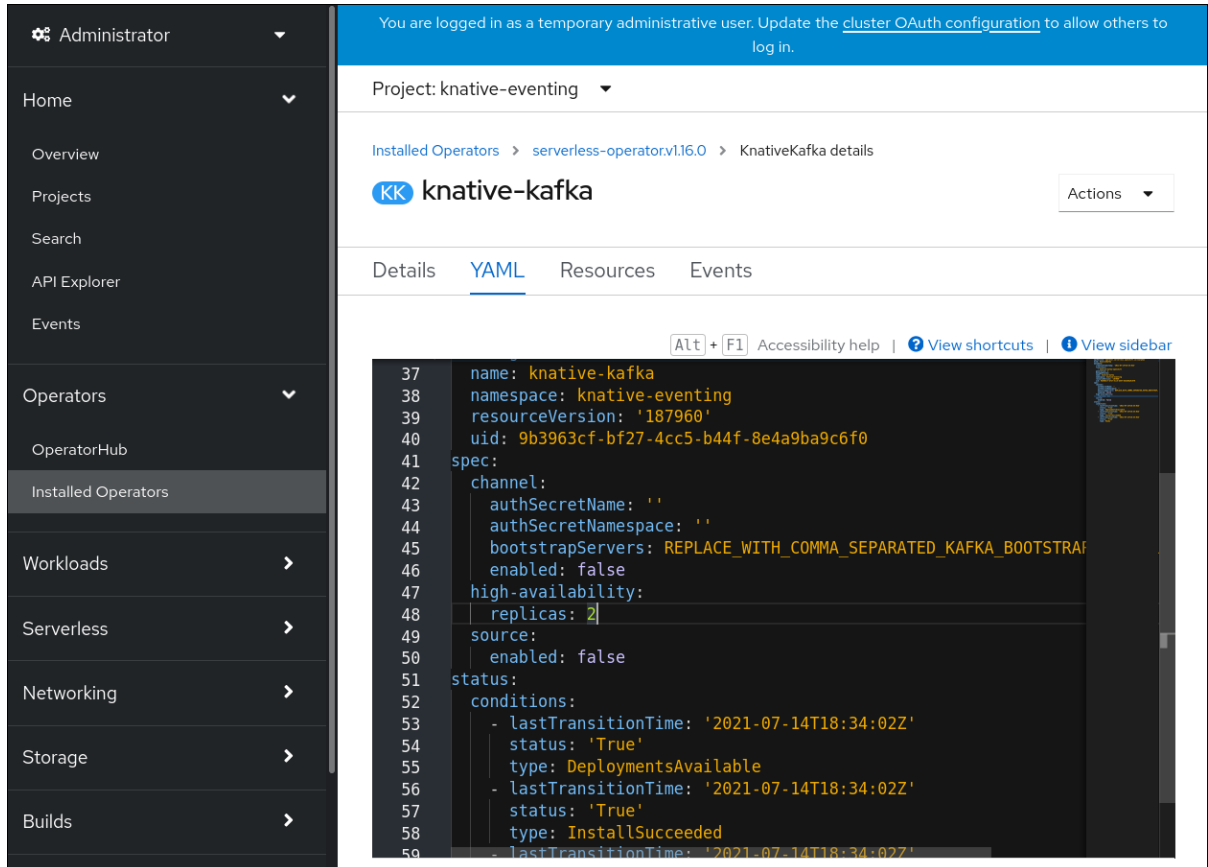 Administrator
Home
Overview
Projects
Search
API Explorer
Events
Operators
OperatorHub
Installed Operators
Workloads
Serverless
Networking
Storage
Builds
You are logged in as a temporary administrative user. Update the cluster OAuth configuration to allow others to
log in.
Project: knative-eventing
Installed Operators > serverless-operator.v1.16.0 > KnativeKafka details
KK knative-kafka
Actions
Details YAML Resources Events
Alt + F1 Accessibility help | View shortcuts | View sidebar
37 name: knative-kafka
38 namespace: knative-eventing
39 resourceVersion: '187960'
40 uid: 9b3963cf-bf27-4cc5-b44f-8e4a9ba9c6f0
41 spec:
42 channel:
43 authSecretName: ''
44 authSecretNamespace: ''
45 bootstrapServers: REPLACE_WITH_COMMA_SEPARATED_KAFKA_BOOTSTRAP
46 enabled: false
47 high-availability:
48 replicas: 2
49 source:
50 enabled: false
51 status:
52 conditions:
53 - lastTransitionTime: '2021-07-14T18:34:02Z'
54 status: 'True'
55 type: DeploymentsAvailable
56 - lastTransitionTime: '2021-07-14T18:34:02Z'
57 status: 'True'
58 type: InstallSucceeded
59 - lastTransitionTime: '2021-07-14T18:34:02Z'